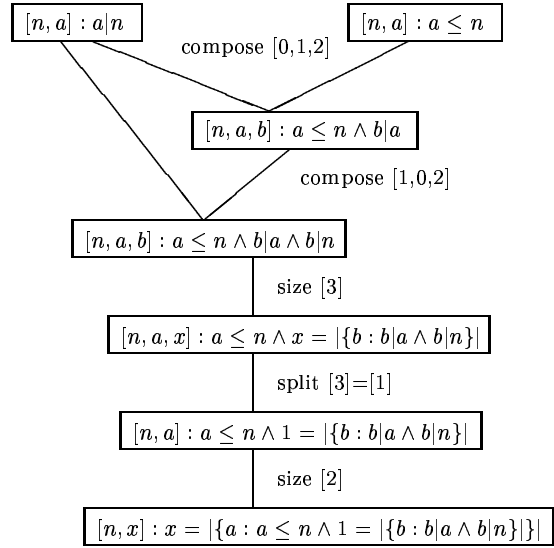 [n, a] : a|n
[n, a] : a ≤ n
compose [0,1,2]
[n, a, b] : a ≤ n ∧ b|a
compose [1,0,2]
[n, a, b] : a ≤ n ∧ b|a ∧ b|n
size [3]
[n, a, x] : a ≤ n ∧ x = |{b : b|a ∧ b|n}|
split [3]=[1]
[n, a] : a ≤ n ∧ 1 = |{b : b|a ∧ b|n}|
size [2]
[n, x] : x = |{a : a ≤ n ∧ 1 = |{b : b|a ∧ b|n}|}|